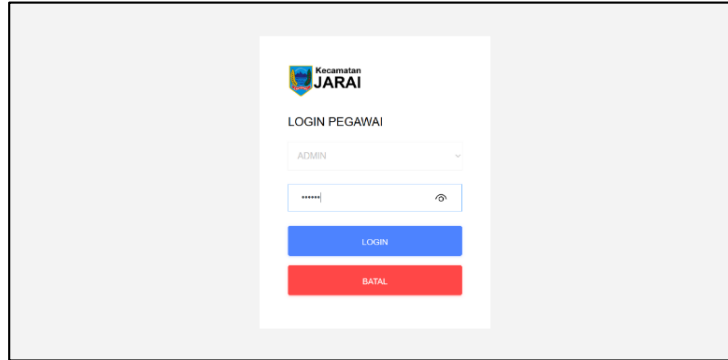 Kecamatan
JARAI
LOGIN PEGAWAI
ADMIN
••••••
LOGIN
BATAL